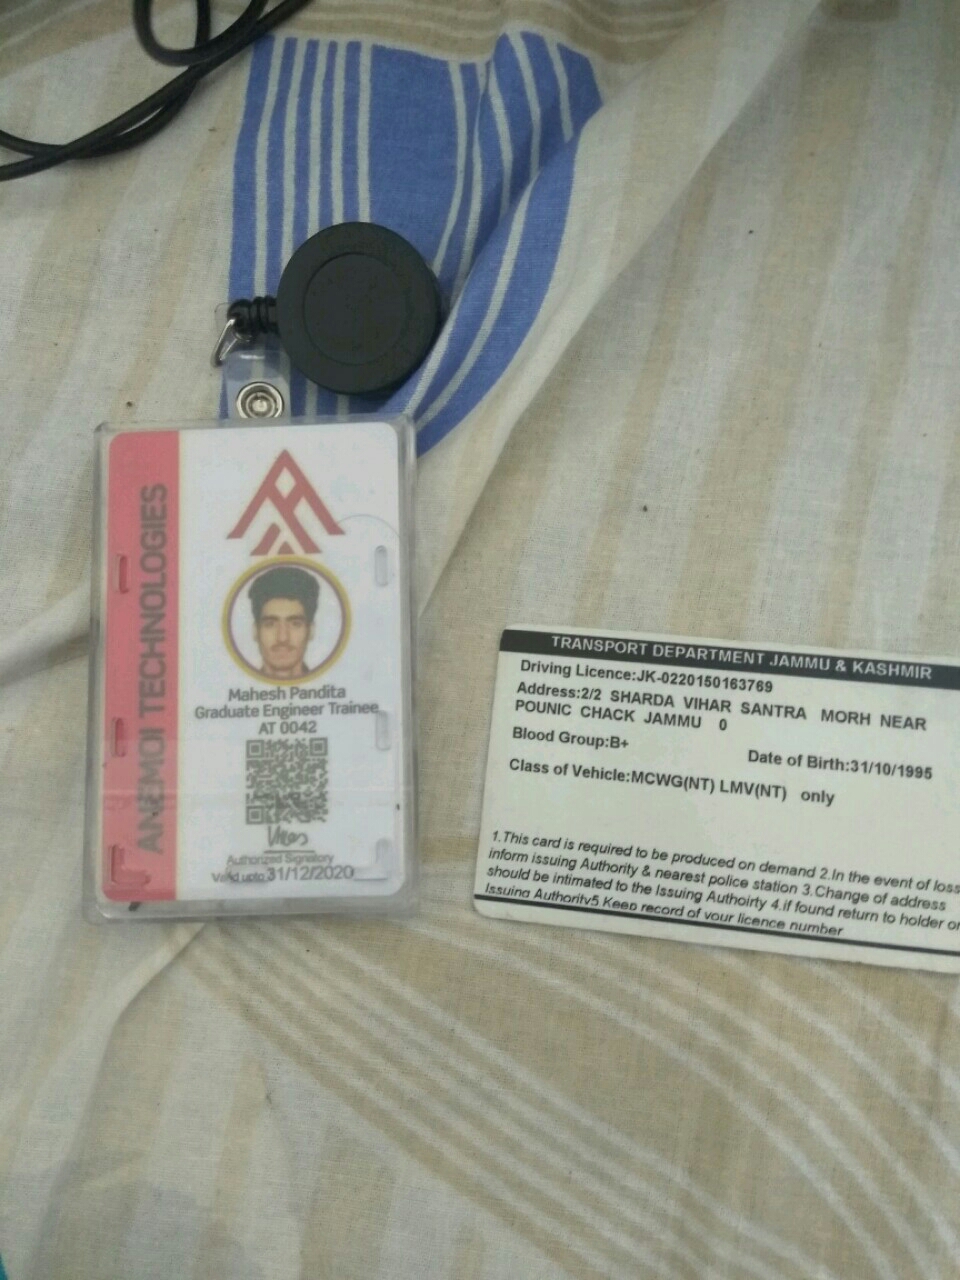 ANEMOI TECHNOLOGIES
Mahesh Pandita
Graduate Engineer Trainee
AT 0042
Authorized Signatory
Valid upto 31/12/2020
TRANSPORT DEPARTMENT JAMMU & KASHMIR
Driving Licence:JK-0220150163769
Address:2/2 SHARDA VIHAR SANTRA MORH NEAR
POUNIC CHACK JAMMU 0
Blood Group:B+
Date of Birth:31/10/1995
Class of Vehicle:MCWG(NT) LMV(NT) only
1.This card is required to be produced on demand 2.In the event of loss
inform issuing Authority & nearest police station 3.Change of address
should be intimated to the Issuing Authoirty 4.if found return to holder or
Issuing Authority5.Keep record of your licence number